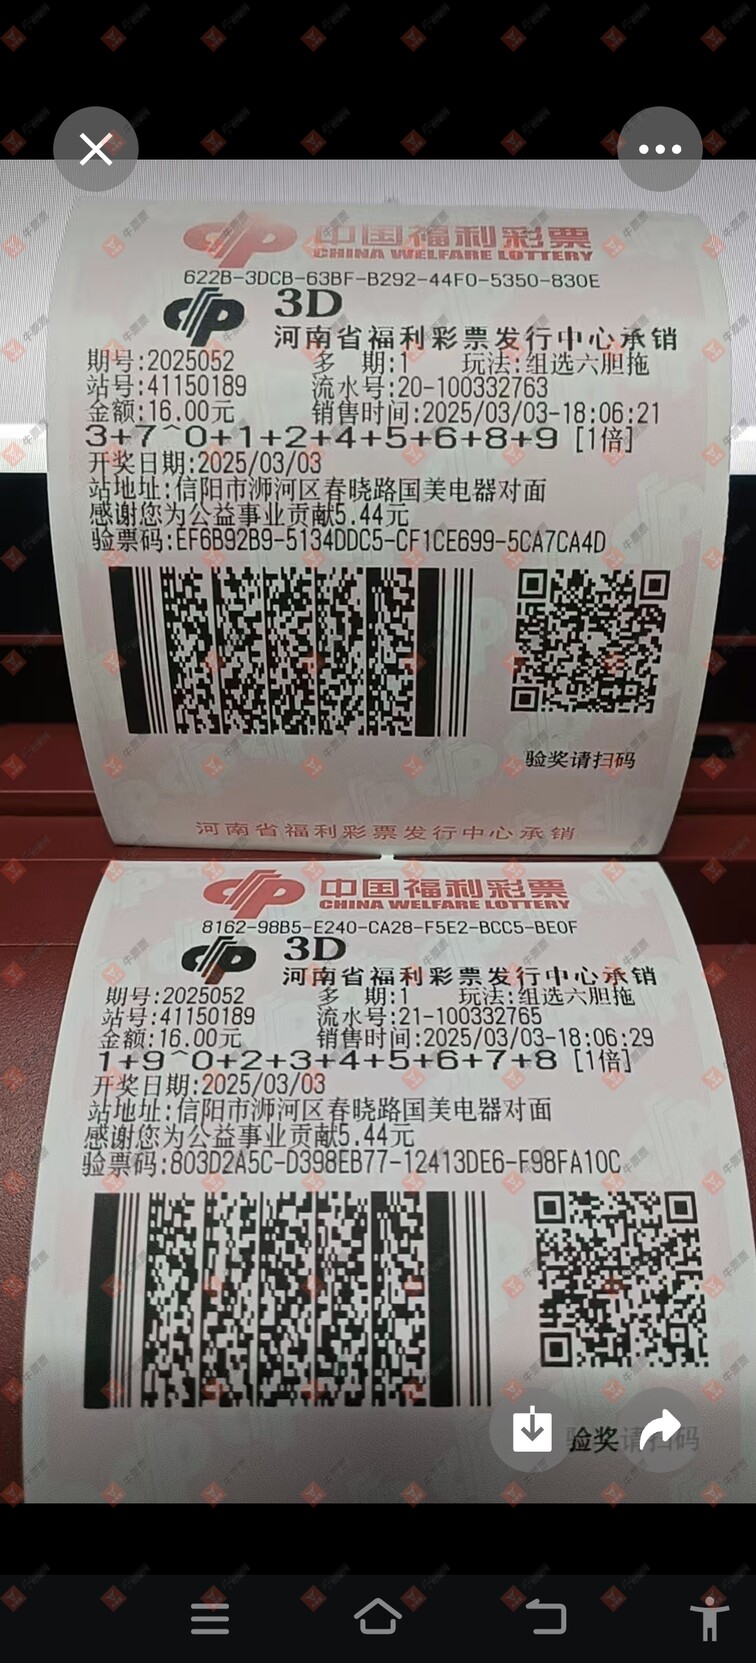 中国福利彩票
CHINA WELFARE LOTTERY
622B-3DCB-63BF-B292-44F0-5350-830E
3D
河南省福利彩票发行中心承销
期号:2025052 多 期:1 玩法:组选六胆拖
站号:41150189 流水号:20-100332763
金额:16.00元 销售时间:2025/03/03-18:06:21
3+7^0+1+2+4+5+6+8+9 [1倍]
开奖日期:2025/03/03
站地址:信阳市浉河区春晓路国美电器对面
感谢您为公益事业贡献5.44元
验票码:EF6B92B9-5134DDC5-CF1CE699-5CA7CA4D
验奖请扫码
河南省福利彩票发行中心承销
中国福利彩票
CHINA WELFARE LOTTERY
8162-98B5-E240-CA28-F5E2-BCC5-BE0F
3D
河南省福利彩票发行中心承销
期号:2025052 多 期:1 玩法:组选六胆拖
站号:41150189 流水号:21-100332765
金额:16.00元 销售时间:2025/03/03-18:06:29
1+9^0+2+3+4+5+6+7+8 [1倍]
开奖日期:2025/03/03
站地址:信阳市浉河区春晓路国美电器对面
感谢您为公益事业贡献5.44元
验票码:803D2A5C-D398EB77-12413DE6-F98FA10C
验奖请扫码